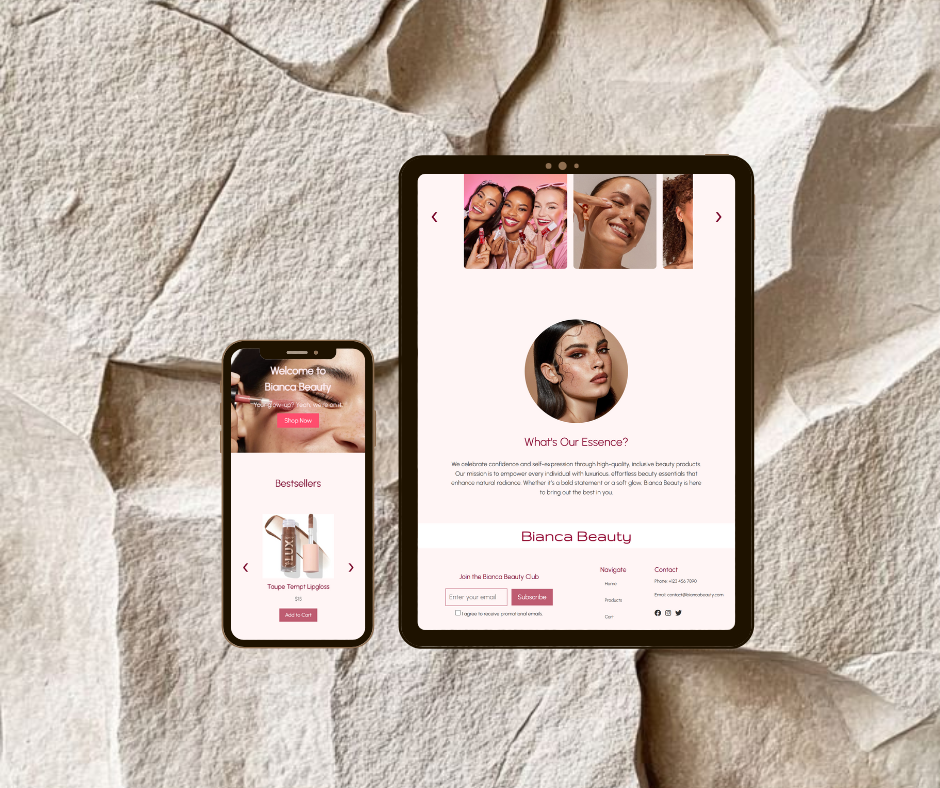 Welcome to
Bianca Beauty
Your glow-up? Yeah, we're on it.
Shop Now
Bestsellers
LUX
Taupe Tempt Lipgloss
$15
Add to Cart
What's Our Essence?
We celebrate confidence and self-expression through high-quality, inclusive beauty products.
Our mission is to empower every individual with luxurious, effortless beauty essentials that
enhance natural radiance. Whether it's a bold statement or a soft glow, Bianca Beauty is here
to bring out the best in you.
Bianca Beauty
Join the Bianca Beauty Club
Enter your email
Subscribe
I agree to receive promotional emails.
Navigate
Home
Products
Cart
Contact
Phone: +123 456 7890
Email: contact@biancabeauty.com